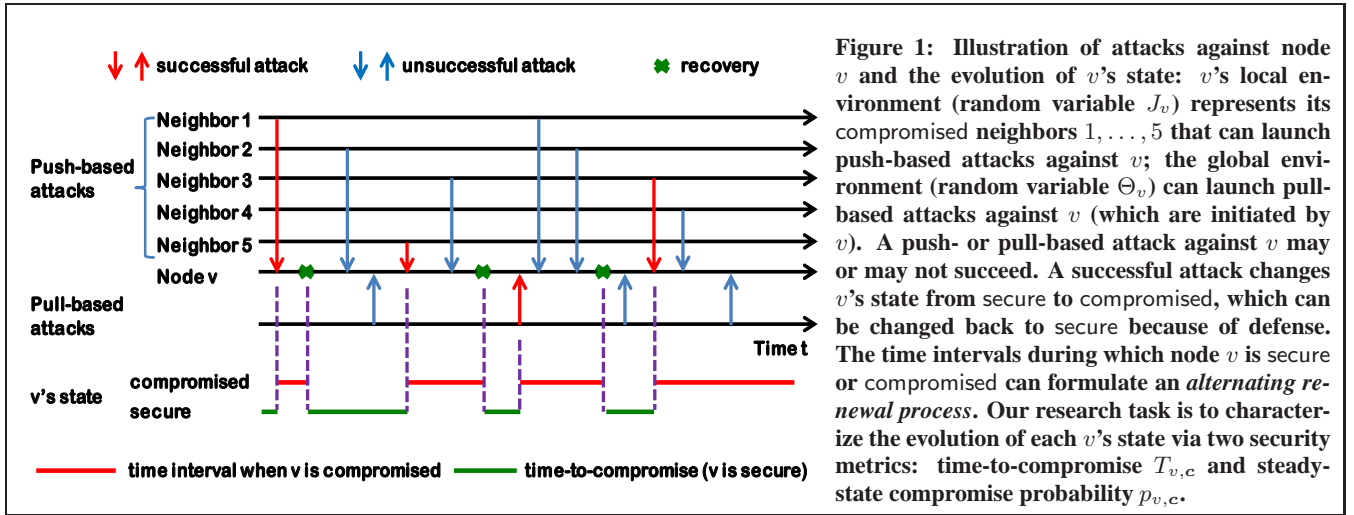 successful attack
unsuccessful attack
recovery
Neighbor 1
Neighbor 2
Push-based
attacks
Neighbor 3
Neighbor 4
Neighbor 5
Node v
Pull-based
attacks
Time t
v's state
compromised
secure
time interval when v is compromised
time-to-compromise (v is secure)
Figure 1: Illustration of attacks against node
v and the evolution of v's state: v's local en-
vironment (random variable J_v) represents its
compromised neighbors 1, . . . , 5 that can launch
push-based attacks against v; the global envi-
ronment (random variable Θ_v) can launch pull-
based attacks against v (which are initiated by
v). A push- or pull-based attack against v may
or may not succeed. A successful attack changes
v's state from secure to compromised, which can
be changed back to secure because of defense.
The time intervals during which node v is secure
or compromised can formulate an alternating re-
newal process. Our research task is to character-
ize the evolution of each v's state via two security
metrics: time-to-compromise T_{v,c} and steady-
state compromise probability p_{v,c}.